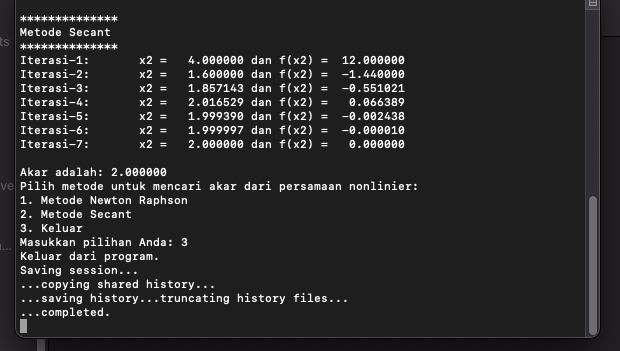 **************
Metode Secant
**************
Iterasi-1:       x2 =   4.000000 dan f(x2) =  12.000000
Iterasi-2:       x2 =   1.600000 dan f(x2) =  -1.440000
Iterasi-3:       x2 =   1.857143 dan f(x2) =  -0.551021
Iterasi-4:       x2 =   2.016529 dan f(x2) =   0.066389
Iterasi-5:       x2 =   1.999390 dan f(x2) =  -0.002438
Iterasi-6:       x2 =   1.999997 dan f(x2) =  -0.000010
Iterasi-7:       x2 =   2.000000 dan f(x2) =   0.000000
Akar adalah: 2.000000
Pilih metode untuk mencari akar dari persamaan nonlinier:
1. Metode Newton Raphson
2. Metode Secant
3. Keluar
Masukkan pilihan Anda: 3
Keluar dari program.
Saving session...
...copying shared history...
...saving history...truncating history files...
...completed.